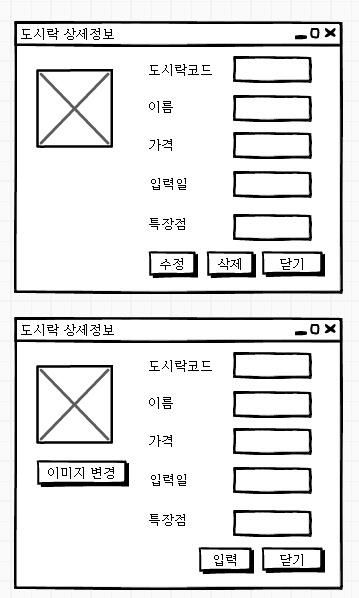 도시락 상세정보
도시락코드
이름
가격
입력일
특장점
수정 삭제 닫기
도시락 상세정보
도시락코드
이름
가격
이미지 변경
입력일
특장점
입력 닫기